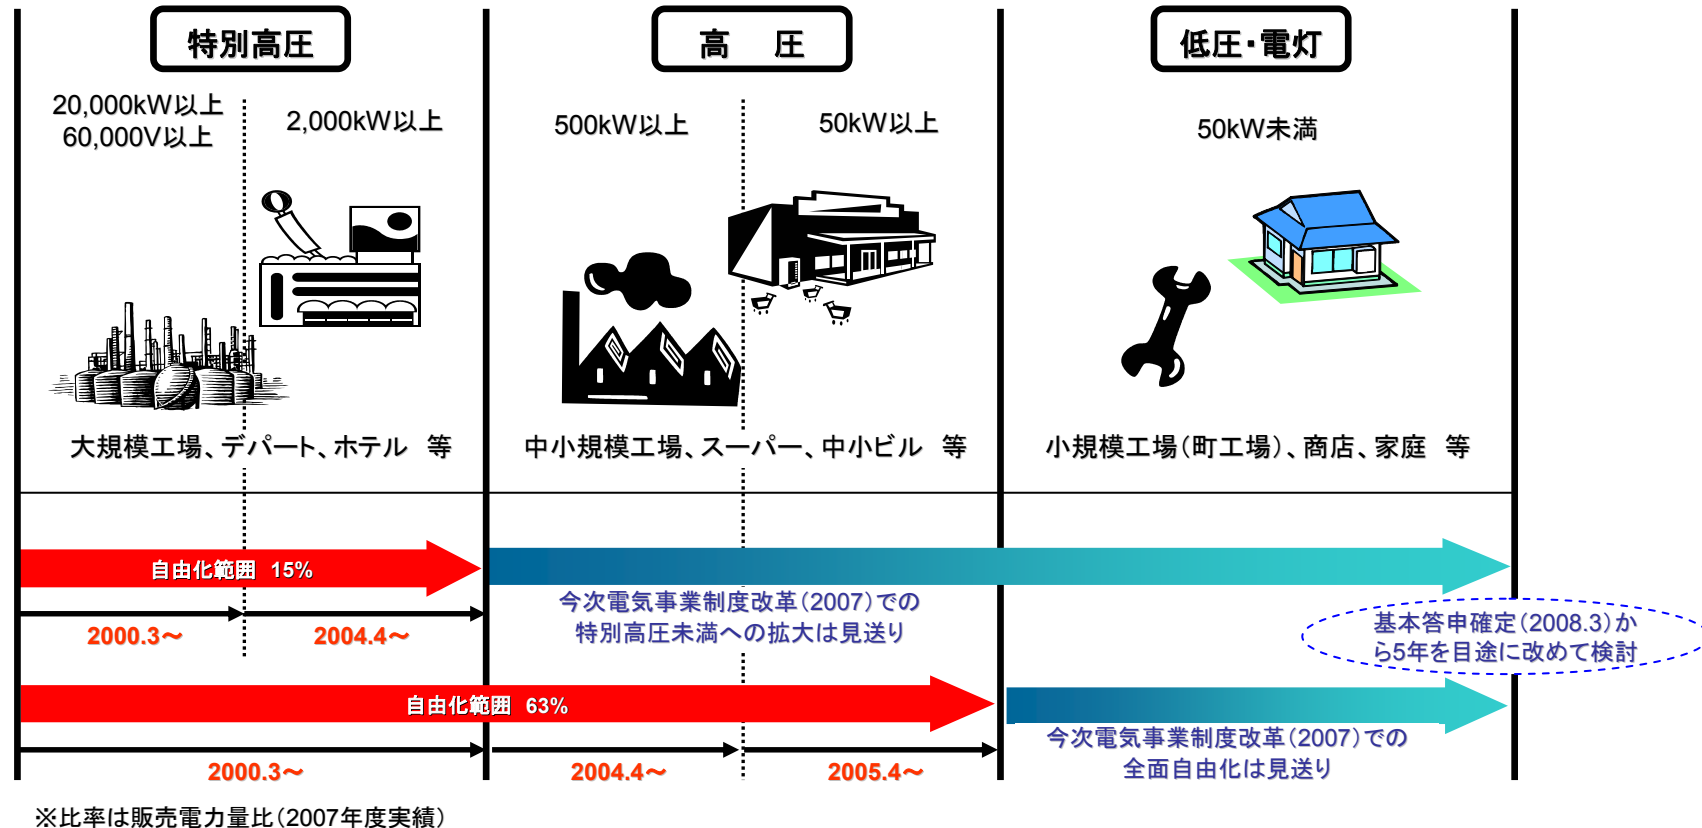 特別高圧
高　圧
低圧・電灯
20,000kW以上
60,000V以上
2,000kW以上
500kW以上
50kW以上
50kW未満
大規模工場、デパート、ホテル　等
中小規模工場、スーパー、中小ビル　等
小規模工場（町工場）、商店、家庭　等
自由化範囲 15%
2000.3～
2004.4～
今次電気事業制度改革（2007）での
特別高圧未満への拡大は見送り
基本答申確定（2008.3）か
ら5年を目途に改めて検討
自由化範囲 63%
2000.3～
2004.4～
2005.4～
今次電気事業制度改革（2007）での
全面自由化は見送り
※比率は販売電力量比（2007年度実績）